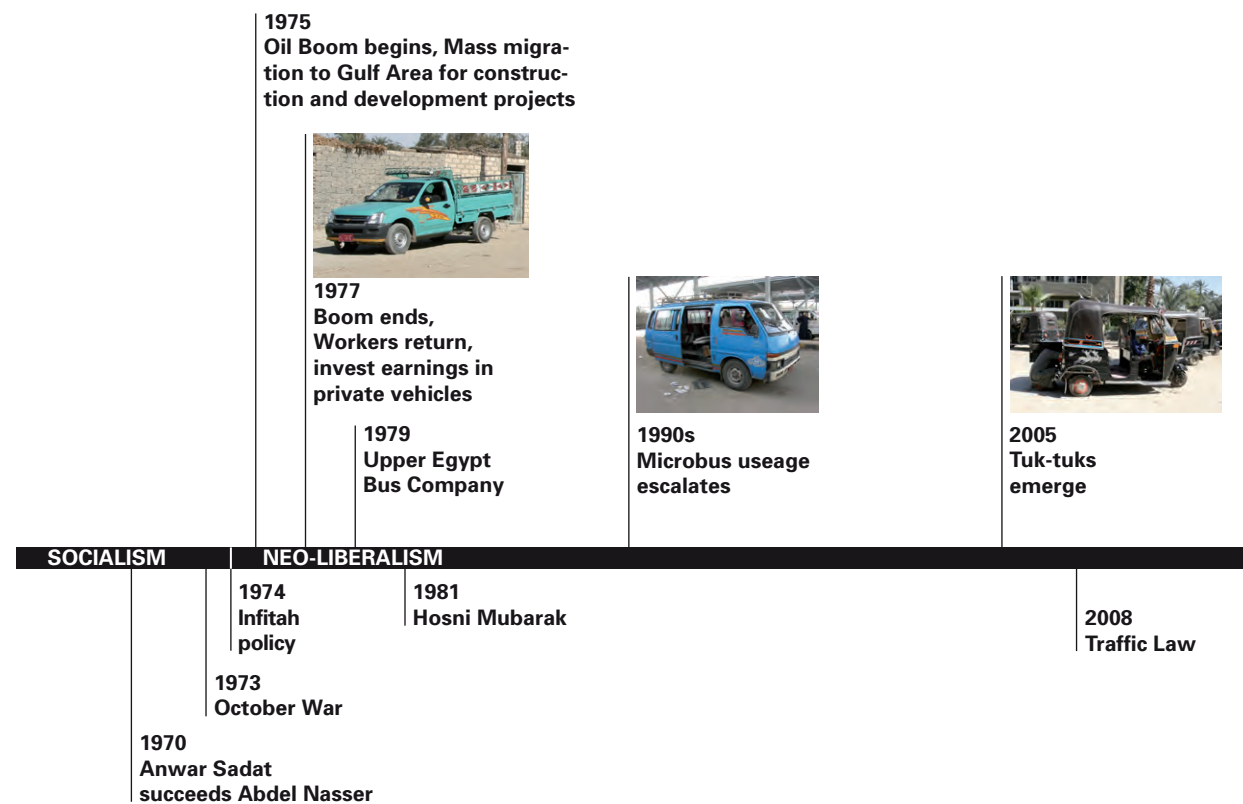 1975
Oil Boom begins, Mass migra-
tion to Gulf Area for construc-
tion and development projects
1977
Boom ends,
Workers return,
invest earnings in
private vehicles
1979
Upper Egypt
Bus Company
1990s
Microbus useage
escalates
2005
Tuk-tuks
emerge
SOCIALISM
NEO-LIBERALISM
1974
Infitah
policy
1981
Hosni Mubarak
2008
Traffic Law
1973
October War
1970
Anwar Sadat
succeeds Abdel Nasser